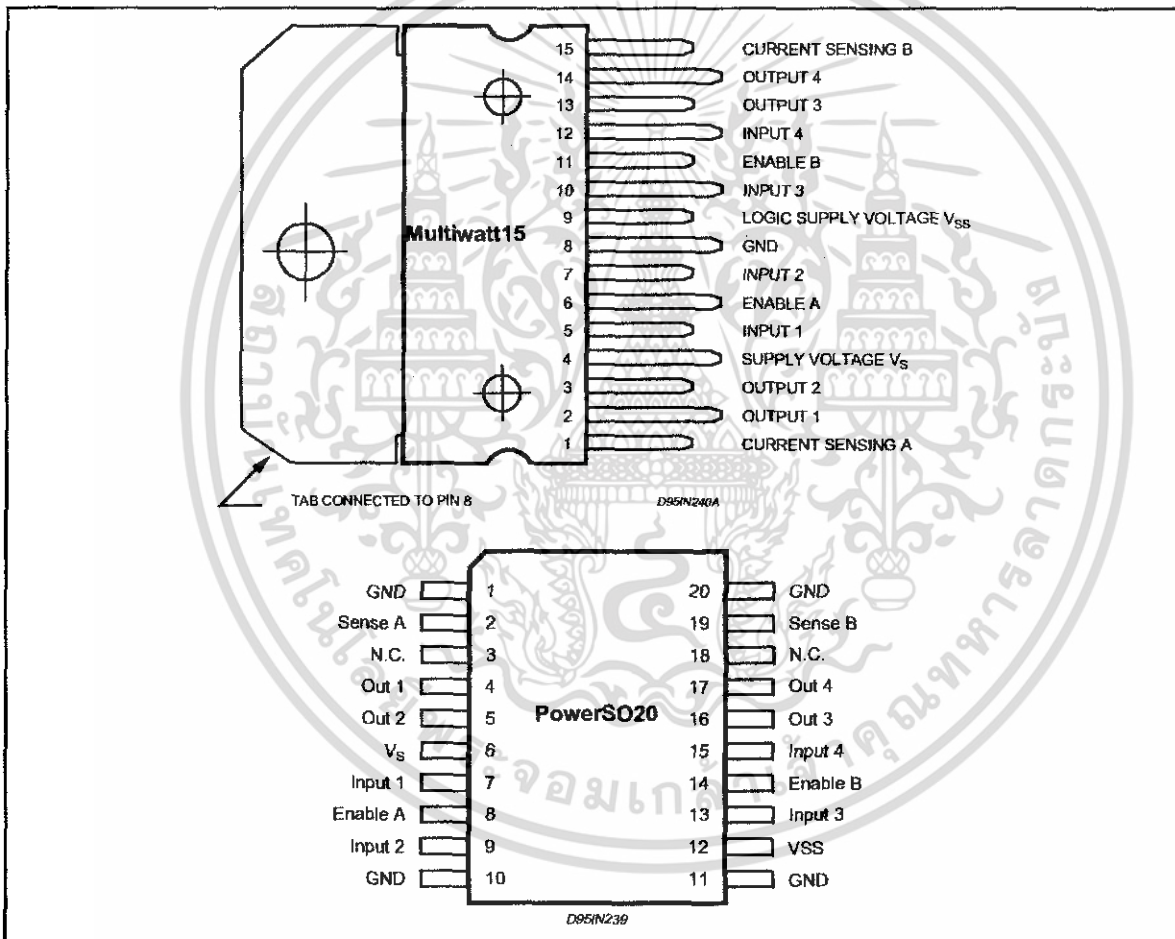 15 CURRENT SENSING B
14 OUTPUT 4
13 OUTPUT 3
12 INPUT 4
11 ENABLE B
10 INPUT 3
9 LOGIC SUPPLY VOLTAGE VSS
8 GND
7 INPUT 2
6 ENABLE A
5 INPUT 1
4 SUPPLY VOLTAGE VS
3 OUTPUT 2
2 OUTPUT 1
1 CURRENT SENSING A
Multiwatt15
TAB CONNECTED TO PIN 8
D95IN240A
GND 1 20 GND
Sense A 2 19 Sense B
N.C. 3 18 N.C.
Out 1 4 17 Out 4
Out 2 5 16 Out 3
VS 6 15 Input 4
Input 1 7 14 Enable B
Enable A 8 13 Input 3
Input 2 9 12 VSS
GND 10 11 GND
PowerSO20
D95IN239